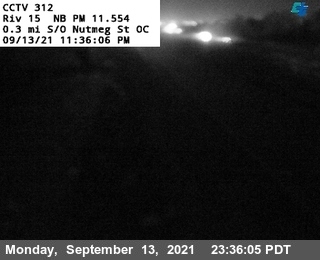 CCTV 312
Riv 15 NB PM 11.554
0.3 mi S/O Nutmeg St OC
09/13/21 11:36:06 PM
Monday, September 13, 2021 23:36:05 PDT